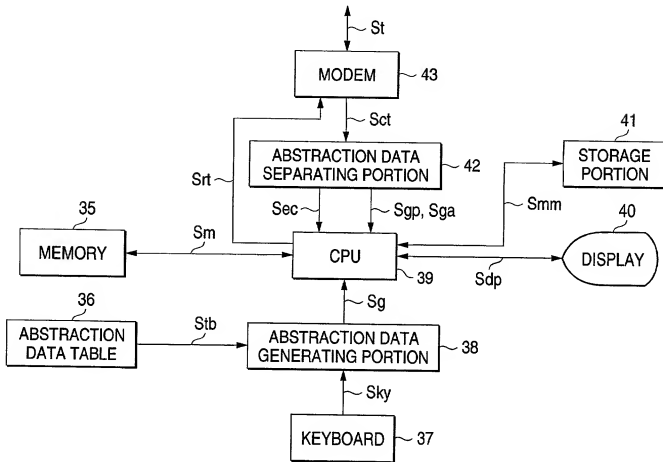 St
MODEM
43
Sct
ABSTRACTION DATA
SEPARATING PORTION
42
41
STORAGE
PORTION
Srt
Sec
Sgp, Sga
Smm
35
MEMORY
Sm
CPU
39
40
DISPLAY
Sdp
Sg
36
ABSTRACTION
DATA TABLE
Stb
ABSTRACTION DATA
GENERATING PORTION
38
Sky
KEYBOARD
37